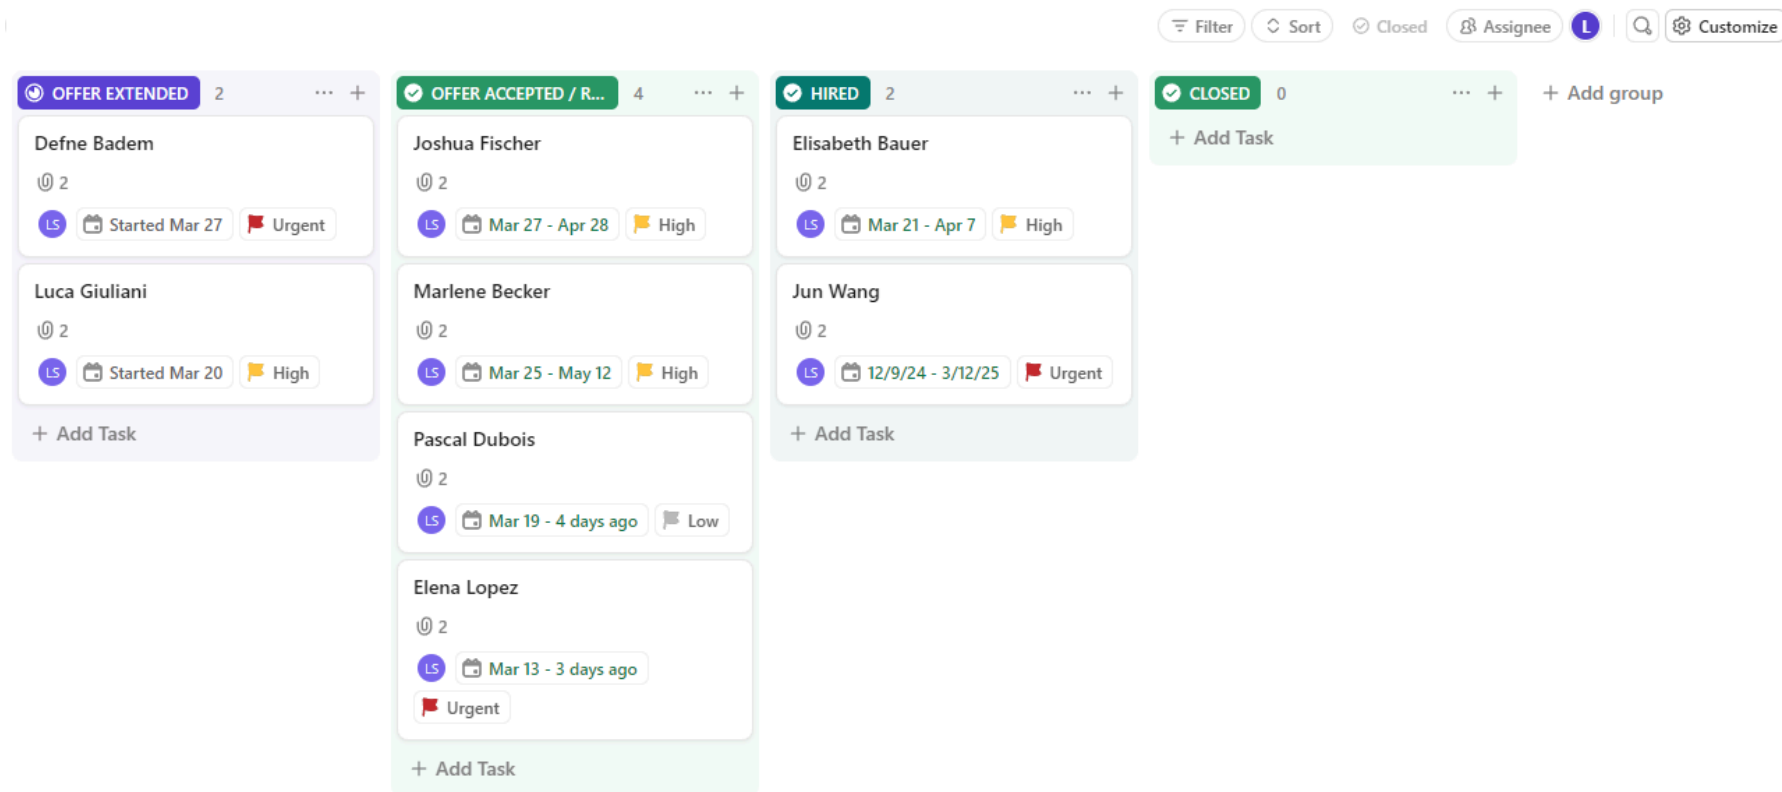 Filter Sort Closed Assignee L Customize
OFFER EXTENDED 2
Defne Badem
2
LS Started Mar 27 Urgent
Luca Giuliani
2
LS Started Mar 20 High
+ Add Task
OFFER ACCEPTED / R... 4
Joshua Fischer
2
LS Mar 27 - Apr 28 High
Marlene Becker
2
LS Mar 25 - May 12 High
Pascal Dubois
2
LS Mar 19 - 4 days ago Low
Elena Lopez
2
LS Mar 13 - 3 days ago
Urgent
+ Add Task
HIRED 2
Elisabeth Bauer
2
LS Mar 21 - Apr 7 High
Jun Wang
2
LS 12/9/24 - 3/12/25 Urgent
+ Add Task
CLOSED 0
+ Add Task
+ Add group